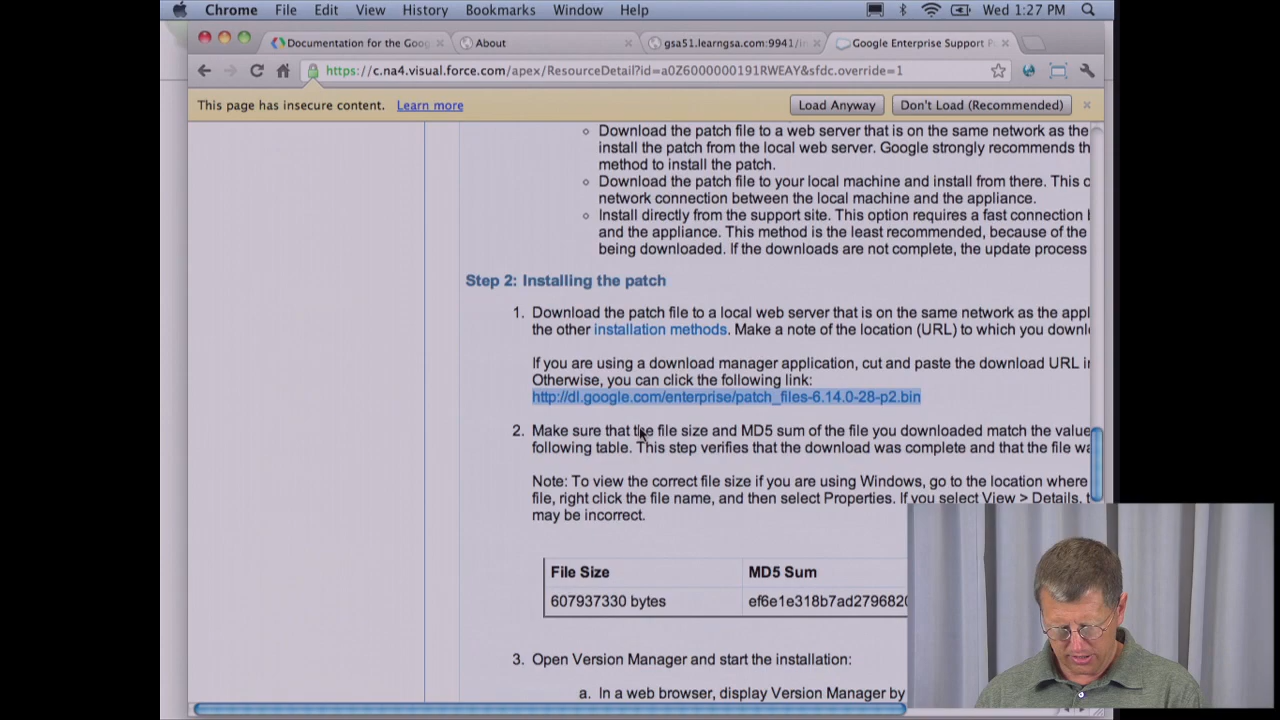 Chrome File Edit View History Bookmarks Window Help Wed 1:27 PM
Documentation for the Goo
About
gsa51.learngsa.com:9941/i
Google Enterprise Support P
https://c.na4.visual.force.com/apex/ResourceDetail?id=a0Z6000000191RWEAY&sfdc.override=1
This page has insecure content. Learn more Load Anyway Don't Load (Recommended)
Download the patch file to a web server that is on the same network as the
install the patch from the local web server. Google strongly recommends th
method to install the patch.
Download the patch file to your local machine and install from there. This o
network connection between the local machine and the appliance.
Install directly from the support site. This option requires a fast connection
and the appliance. This method is the least recommended, because of the
being downloaded. If the downloads are not complete, the update process
Step 2: Installing the patch
1. Download the patch file to a local web server that is on the same network as the appl
the other installation methods. Make a note of the location (URL) to which you downl
If you are using a download manager application, cut and paste the download URL i
Otherwise, you can click the following link:
http://dl.google.com/enterprise/patch_files-6.14.0-28-p2.bin
2. Make sure that the file size and MD5 sum of the file you downloaded match the value
following table. This step verifies that the download was complete and that the file wa
Note: To view the correct file size if you are using Windows, go to the location where
file, right click the file name, and then select Properties. If you select View > Details, t
may be incorrect.
File Size MD5 Sum
607937330 bytes ef6e1e318b7ad2796820
3. Open Version Manager and start the installation:
a. In a web browser, display Version Manager by